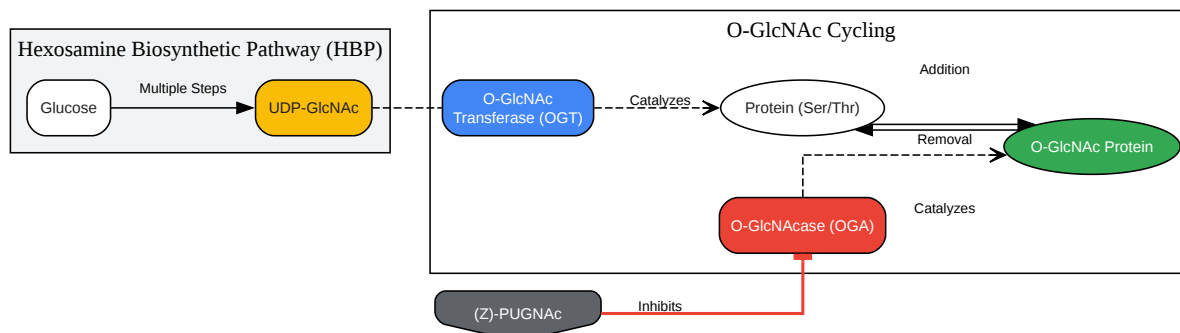 Hexosamine Biosynthetic Pathway (HBP)
Glucose
Multiple Steps
UDP-GlcNAc
O-GlcNAc Cycling
O-GlcNAc
Transferase (OGT)
Catalyzes
Protein (Ser/Thr)
Addition
Removal
O-GlcNAc Protein
O-GlcNAcase (OGA)
Catalyzes
(Z)-PUGNAc
Inhibits